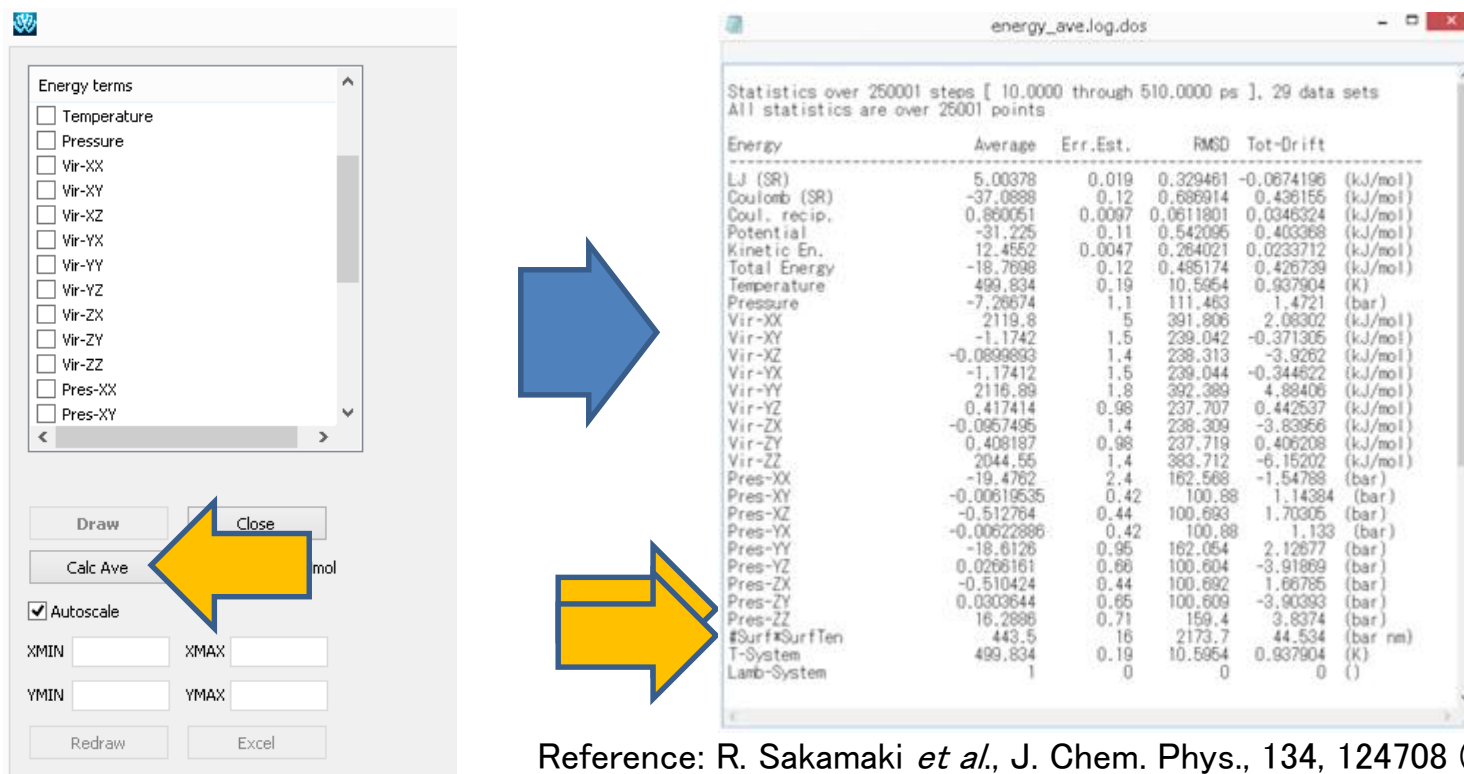 Energy terms
Temperature
Pressure
Vir-XX
Vir-XY
Vir-XZ
Vir-YX
Vir-YY
Vir-YZ
Vir-ZX
Vir-ZY
Vir-ZZ
Pres-XX
Pres-XY
Draw Close
Calc Ave mol
Autoscale
XMIN XMAX
YMIN YMAX
Redraw Excel
energy_ave.log.dos
Statistics over 250001 steps [ 10.0000 through 510.0000 ps ], 29 data sets
All statistics are over 25001 points
Energy Average Err.Est. RMSD Tot-Drift
-------------------------------------------------------------------------------
LJ (SR) 5.00378 0.019 0.329461 -0.0674196 (kJ/mol)
Coulomb (SR) -37.0888 0.12 0.686914 0.436155 (kJ/mol)
Coul. recip. 0.860051 0.0097 0.0611801 0.0346324 (kJ/mol)
Potential -31.225 0.11 0.542095 0.403368 (kJ/mol)
Kinetic En. 12.4552 0.0047 0.264021 0.0233712 (kJ/mol)
Total Energy -18.7698 0.12 0.485174 0.426739 (kJ/mol)
Temperature 499.834 0.19 10.5954 0.937904 (K)
Pressure -7.26674 1.1 111.463 1.4721 (bar)
Vir-XX 2119.8 5 391.806 2.08302 (kJ/mol)
Vir-XY -1.1742 1.5 239.042 -0.371305 (kJ/mol)
Vir-XZ -0.0899893 1.4 238.313 -3.9262 (kJ/mol)
Vir-YX -1.17412 1.5 239.044 -0.344622 (kJ/mol)
Vir-YY 2116.89 1.8 392.389 4.88406 (kJ/mol)
Vir-YZ 0.417414 0.98 237.707 0.442537 (kJ/mol)
Vir-ZX -0.0957495 1.4 238.309 -3.83956 (kJ/mol)
Vir-ZY 0.408187 0.98 237.719 0.406208 (kJ/mol)
Vir-ZZ 2044.55 1.4 383.712 -6.15202 (kJ/mol)
Pres-XX -19.4762 2.4 162.568 -1.54788 (bar)
Pres-XY -0.00619535 0.42 100.88 1.14384 (bar)
Pres-XZ -0.512764 0.44 100.693 1.70305 (bar)
Pres-YX -0.00622886 0.42 100.88 1.133 (bar)
Pres-YY -18.6126 0.95 162.054 2.12677 (bar)
Pres-YZ 0.0266161 0.66 100.604 -3.91869 (bar)
Pres-ZX -0.510424 0.44 100.692 1.66785 (bar)
Pres-ZY 0.0303644 0.65 100.609 -3.90393 (bar)
Pres-ZZ 16.2886 0.71 159.4 3.8374 (bar)
#Surf*SurfTen 443.5 16 2173.7 44.534 (bar nm)
T-System 499.834 0.19 10.5954 0.937904 (K)
Lamb-System 1 0 0 0 ()
Reference: R. Sakamaki et al., J. Chem. Phys., 134, 124708 (